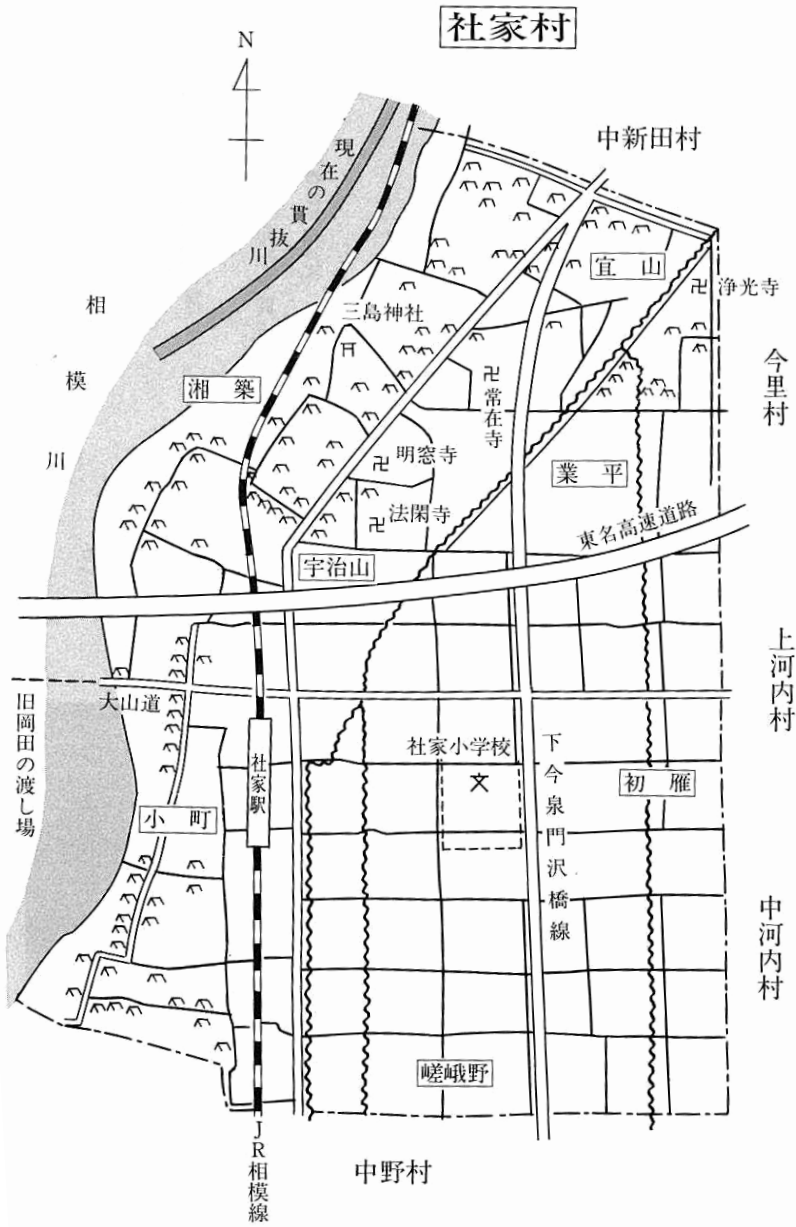 社家村
N
中新田村
現在の貫抜川
宜山
浄光寺
相模川
三島神社
今里村
湘築
常在寺
明窓寺
業平
法閑寺
東名高速道路
宇治山
上河内村
大山道
旧岡田の渡し場
社家小学校
文
下今泉門沢橋線
社家駅
初雁
小町
中河内村
嵯峨野
JR相模線
中野村